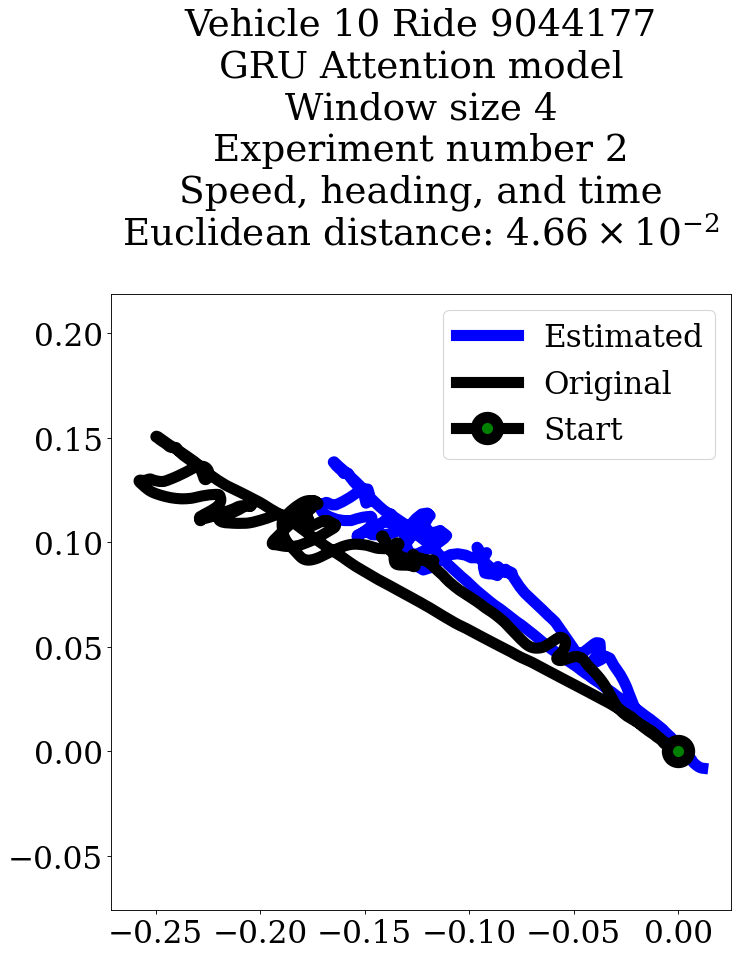 Vehicle 10 Ride 9044177
GRU Attention model
Window size 4
Experiment number 2
Speed, heading, and time
Euclidean distance: 4.66 × 10⁻²
Estimated
Original
Start
0.20
0.15
0.10
0.05
0.00
−0.05
−0.25 −0.20 −0.15 −0.10 −0.05 0.00